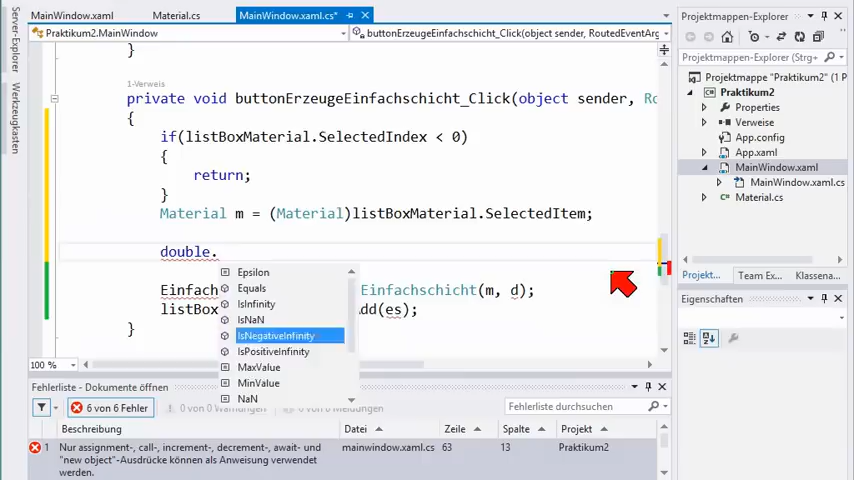 MainWindow.xaml
Material.cs
MainWindow.xaml.cs*
Praktikum2.MainWindow
buttonErzeugeEinfachschicht_Click(object sender, RoutedEventArg
Server-Explorer
Werkzeugkasten
}
1-Verweis
private void buttonErzeugeEinfachschicht_Click(object sender, Ro
{
if(listBoxMaterial.SelectedIndex < 0)
{
return;
}
Material m = (Material)listBoxMaterial.SelectedItem;
double.
Einfach
Einfachschicht(m, d);
listBox
Add(es);
}
Epsilon
Equals
IsInfinity
IsNaN
IsNegativeInfinity
IsPositiveInfinity
MaxValue
MinValue
NaN
100 %
Fehlerliste - Dokumente öffnen
6 von 6 Fehler
0 von 0 Warnungen
0 von 0 Meldungen
Fehlerliste durchsuchen
Beschreibung
Datei
Zeile
Spalte
Projekt
1
Nur assignment-, call-, increment-, decrement-, await- und
"new object"-Ausdrücke können als Anweisung verwendet
werden.
mainwindow.xaml.cs
63
13
Praktikum2
Projektmappen-Explorer
Projektmappen-Explorer (Strg+
Projektmappe "Praktikum2" (1 P
Praktikum2
Properties
Verweise
App.config
App.xaml
MainWindow.xaml
MainWindow.xaml.cs
Material.cs
Projekt...
Team Ex...
Klassena...
Eigenschaften